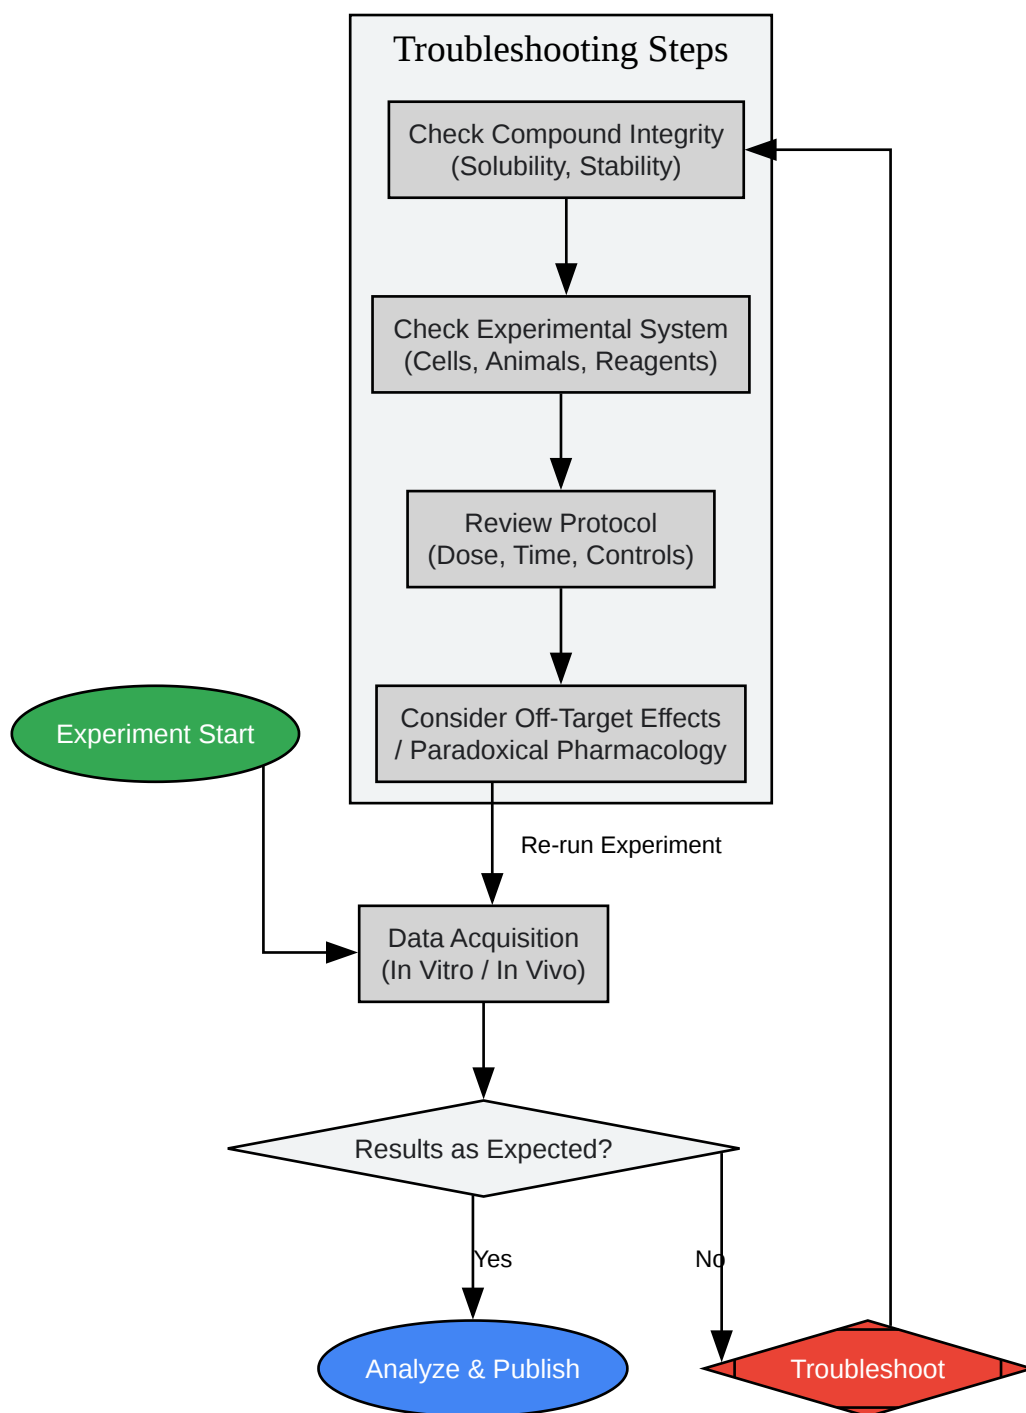 Troubleshooting Steps
Check Compound Integrity
(Solubility, Stability)
Check Experimental System
(Cells, Animals, Reagents)
Review Protocol
(Dose, Time, Controls)
Consider Off-Target Effects
/ Paradoxical Pharmacology
Experiment Start
Re-run Experiment
Data Acquisition
(In Vitro / In Vivo)
Results as Expected?
Yes
No
Analyze & Publish
Troubleshoot